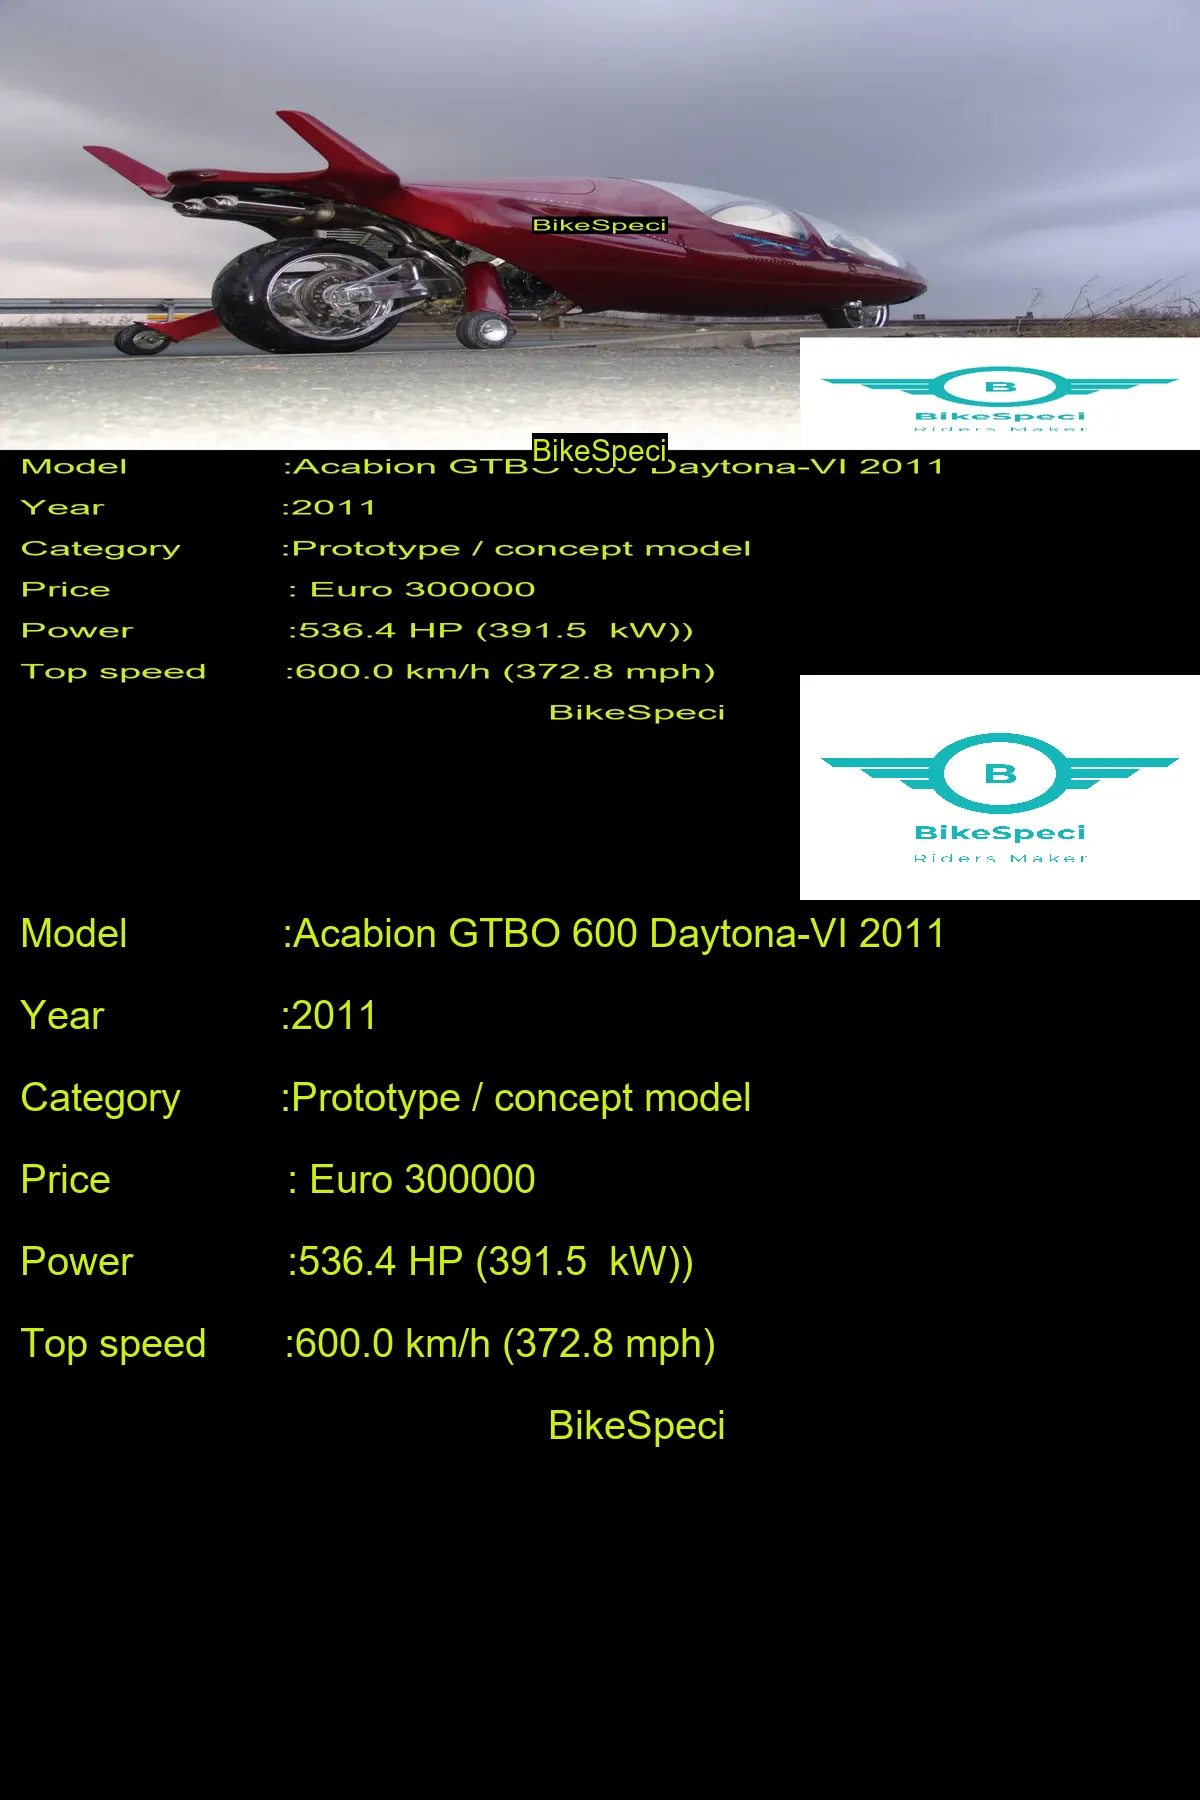 BikeSpeci
B
BikeSpeci
Riders Maker
BikeSpeci
Model :Acabion GTBO 600 Daytona-VI 2011
Year :2011
Category :Prototype / concept model
Price : Euro 300000
Power :536.4 HP (391.5 kW))
Top speed :600.0 km/h (372.8 mph)
BikeSpeci
B
BikeSpeci
Riders Maker
Model :Acabion GTBO 600 Daytona-VI 2011
Year :2011
Category :Prototype / concept model
Price : Euro 300000
Power :536.4 HP (391.5 kW))
Top speed :600.0 km/h (372.8 mph)
BikeSpeci